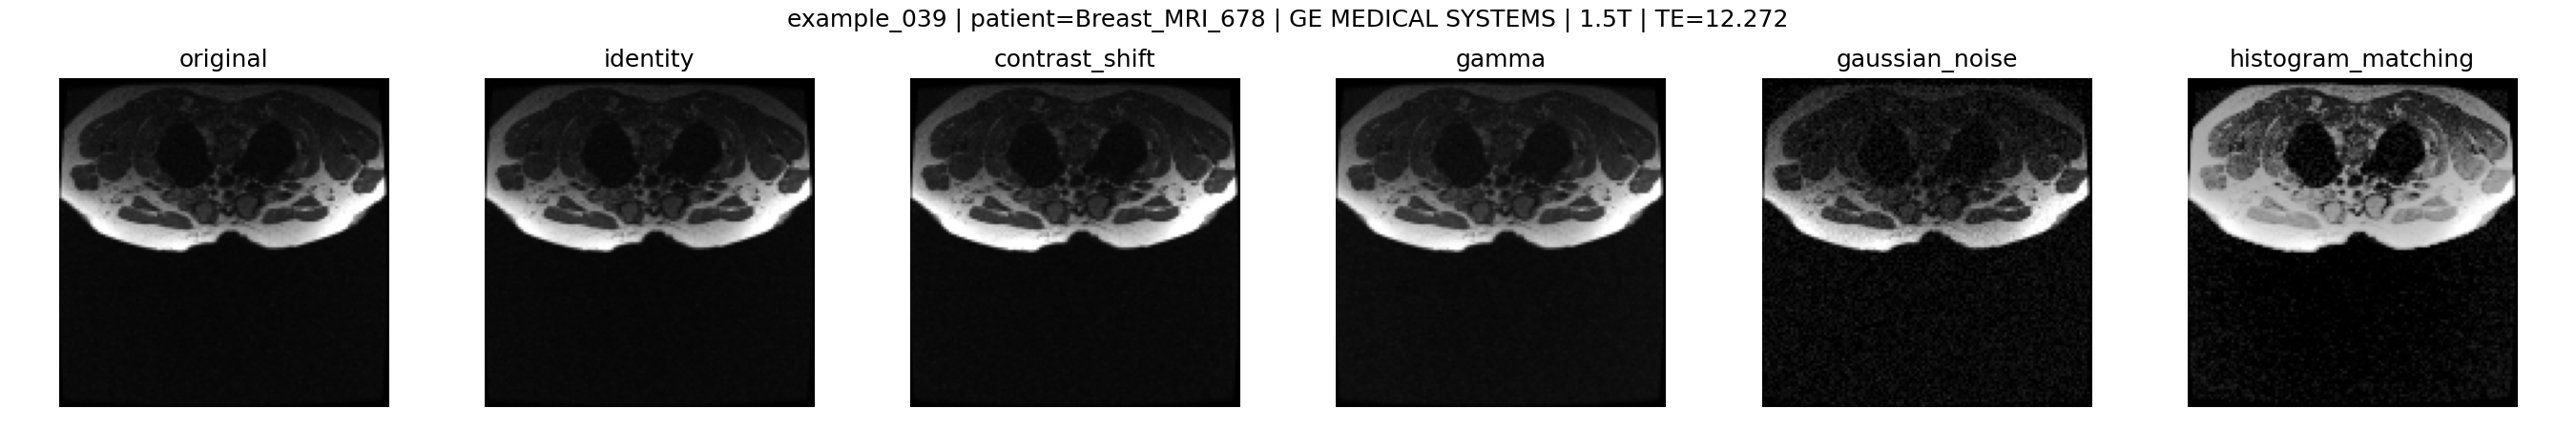 example_039 | patient=Breast_MRI_678 | GE MEDICAL SYSTEMS | 1.5T | TE=12.272
original
identity
contrast_shift
gamma
gaussian_noise
histogram_matching